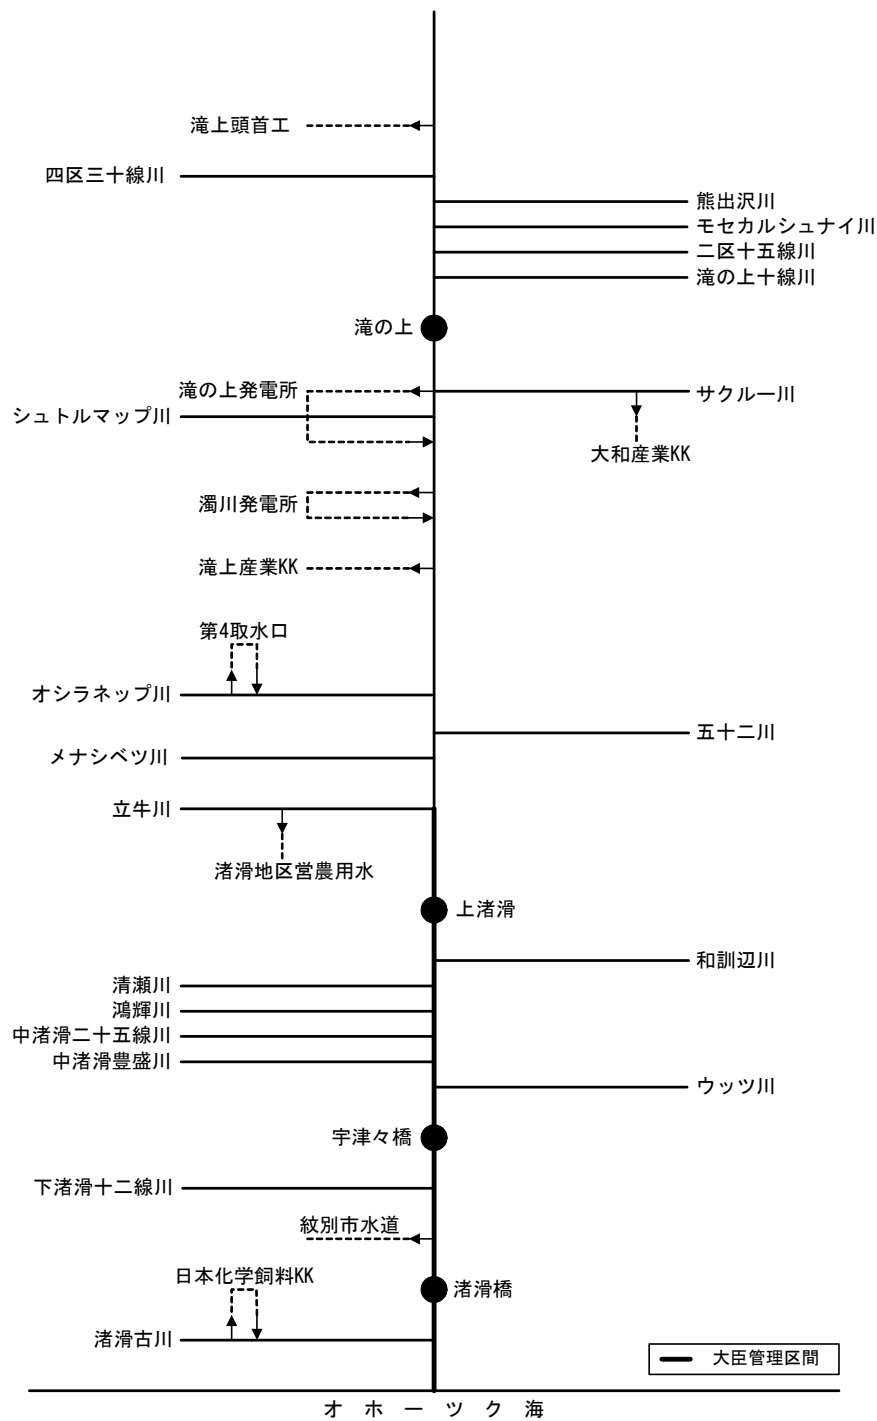 滝上頭首工
四区三十線川
熊出沢川
モセカルシュナイ川
二区十五線川
滝の上十線川
滝の上
滝の上発電所
サクルー川
シュトルマップ川
大和産業KK
濁川発電所
滝上産業KK
第4取水口
オシラネップ川
五十二川
メナシベツ川
立牛川
渚滑地区営農用水
上渚滑
和訓辺川
清瀬川
鴻輝川
中渚滑二十五線川
中渚滑豊盛川
ウッツ川
宇津々橋
下渚滑十二線川
紋別市水道
日本化学飼料KK
渚滑橋
渚滑古川
大臣管理区間
オホーツク海